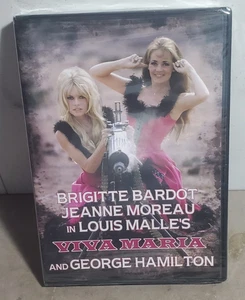 BRIGITTE BARDOT
JEANNE MOREAU
IN LOUIS MALLE'S
VIVA MARIA
AND GEORGE HAMILTON